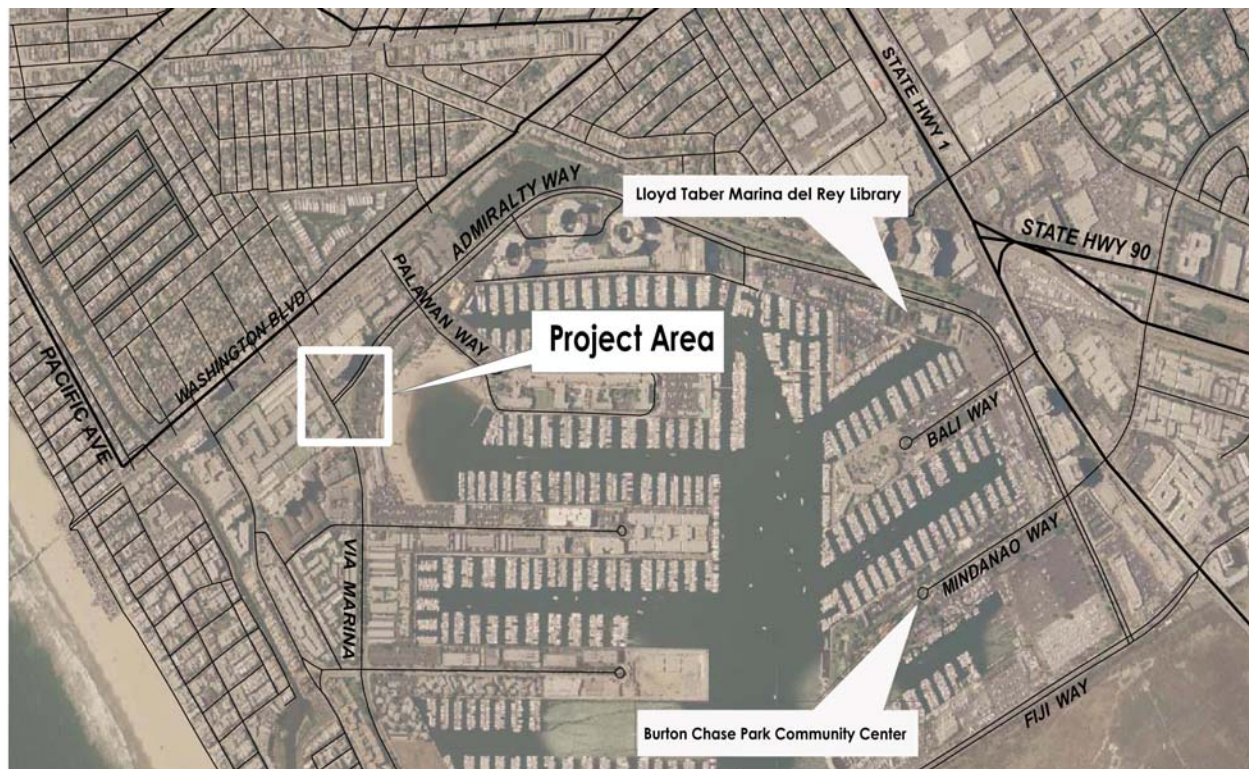 STATE HWY 1
Lloyd Taber Marina del Rey Library
ADMIRALTY WAY
STATE HWY 90
PALAWAN WAY
WASHINGTON BLVD
Project Area
PACIFIC AVE
BALI WAY
VIA MARINA
MINDANAO WAY
FIJI WAY
Burton Chase Park Community Center